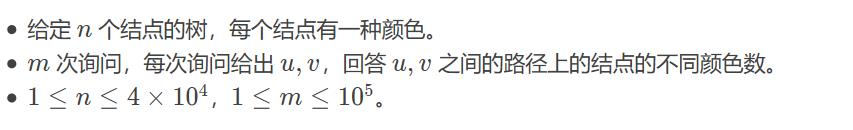 • 给定 n 个结点的树，每个结点有一种颜色。
• m 次询问，每次询问给出 u, v，回答 u, v 之间的路径上的结点的不同颜色数。
• 1 ≤ n ≤ 4 × 10⁴，1 ≤ m ≤ 10⁵。